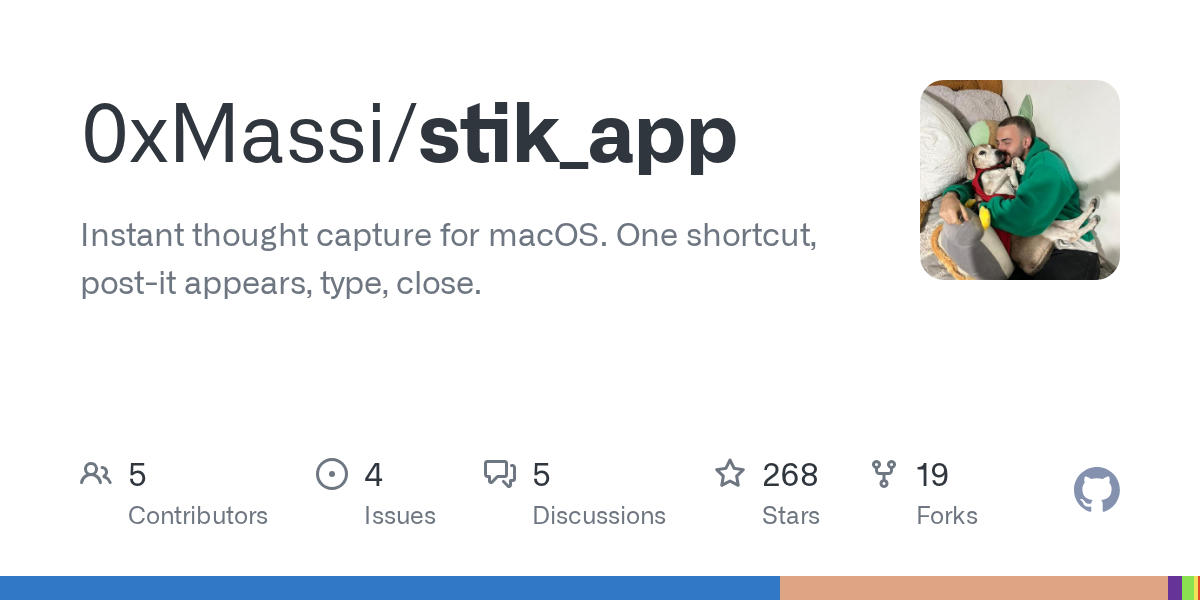 0xMassi/stik_app
Instant thought capture for macOS. One shortcut,
post-it appears, type, close.
5
Contributors
4
Issues
5
Discussions
268
Stars
19
Forks